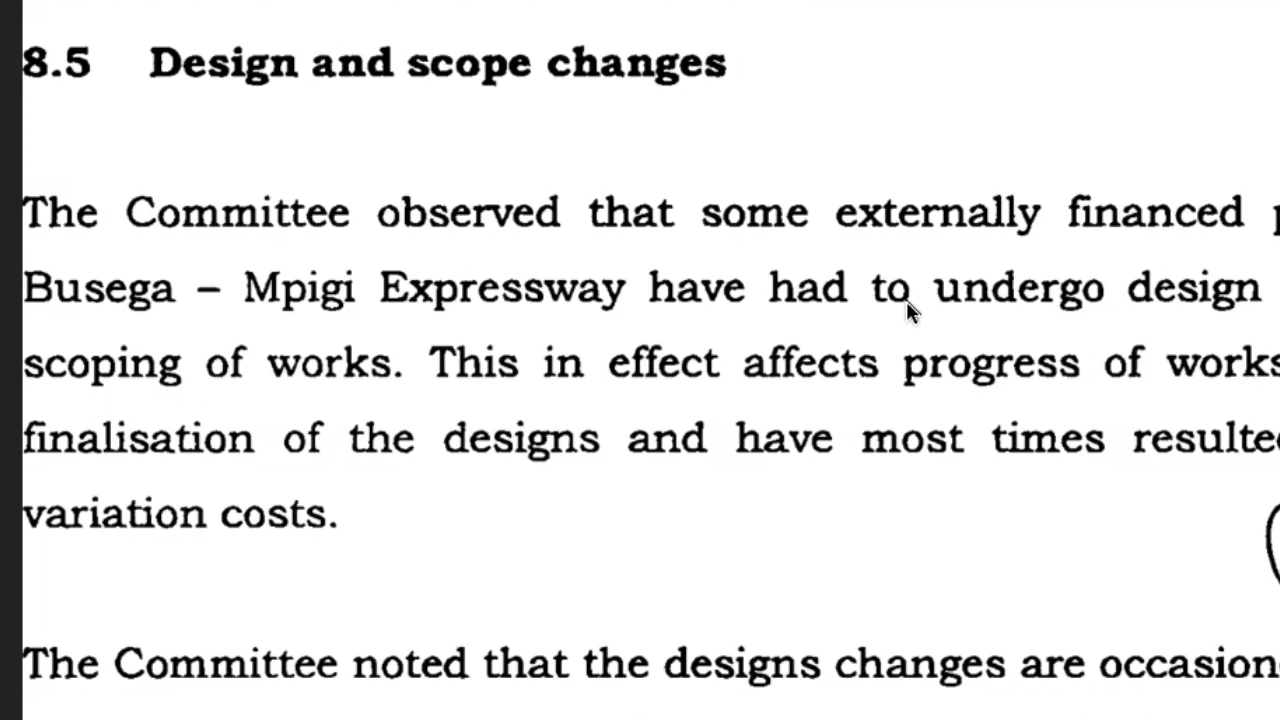 8.5 Design and scope changes
The Committee observed that some externally financed
Busega – Mpigi Expressway have had to undergo design
scoping of works. This in effect affects progress of works
finalisation of the designs and have most times resulted
variation costs.
The Committee noted that the designs changes are occasion